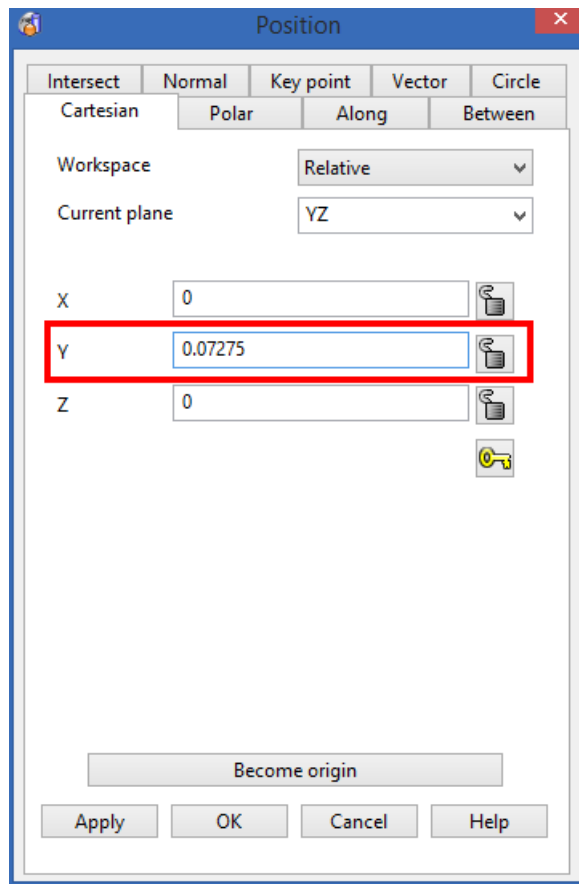 Position
Intersect Normal Key point Vector Circle
Cartesian Polar Along Between
Workspace Relative
Current plane YZ
X 0
Y 0.07275
Z 0
Become origin
Apply OK Cancel Help